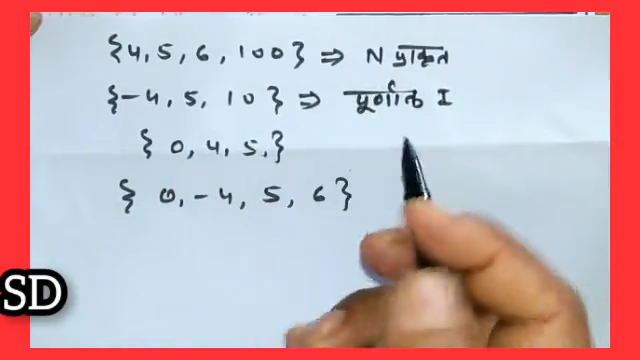 {4, 5, 6, 100} ⇒ N प्राकृत
{-4, 5, 10} ⇒ पूर्णांक I
{0, 4, 5,}
{0, -4, 5, 6}
SD